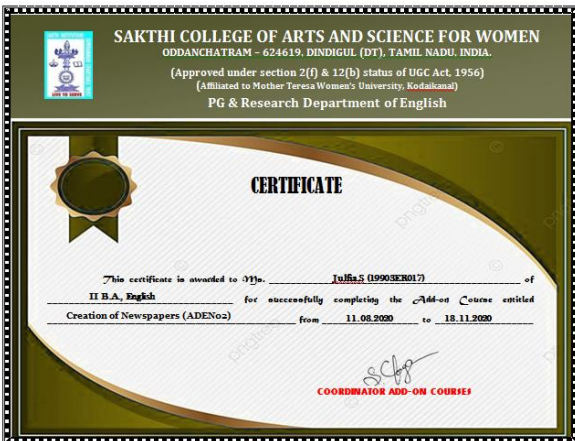 SAKTHI COLLEGE OF ARTS AND SCIENCE FOR WOMEN
ODDANCHATRAM – 624619. DINDIGUL (DT), TAMIL NADU. INDIA.
(Approved under section 2(f) & 12(b) status of UGC Act, 1956)
(Affiliated to Mother Teresa Women's University, Kodaikanal)
PG & Research Department of English
CERTIFICATE
This certificate is awarded to Ms. Julfia.S (19903ER017) of
II B.A., English for successfully completing the Add-on Course entitled
Creation of Newspapers (ADEN02) from 11.08.2020 to 18.11.2020
COORDINATOR ADD-ON COURSES